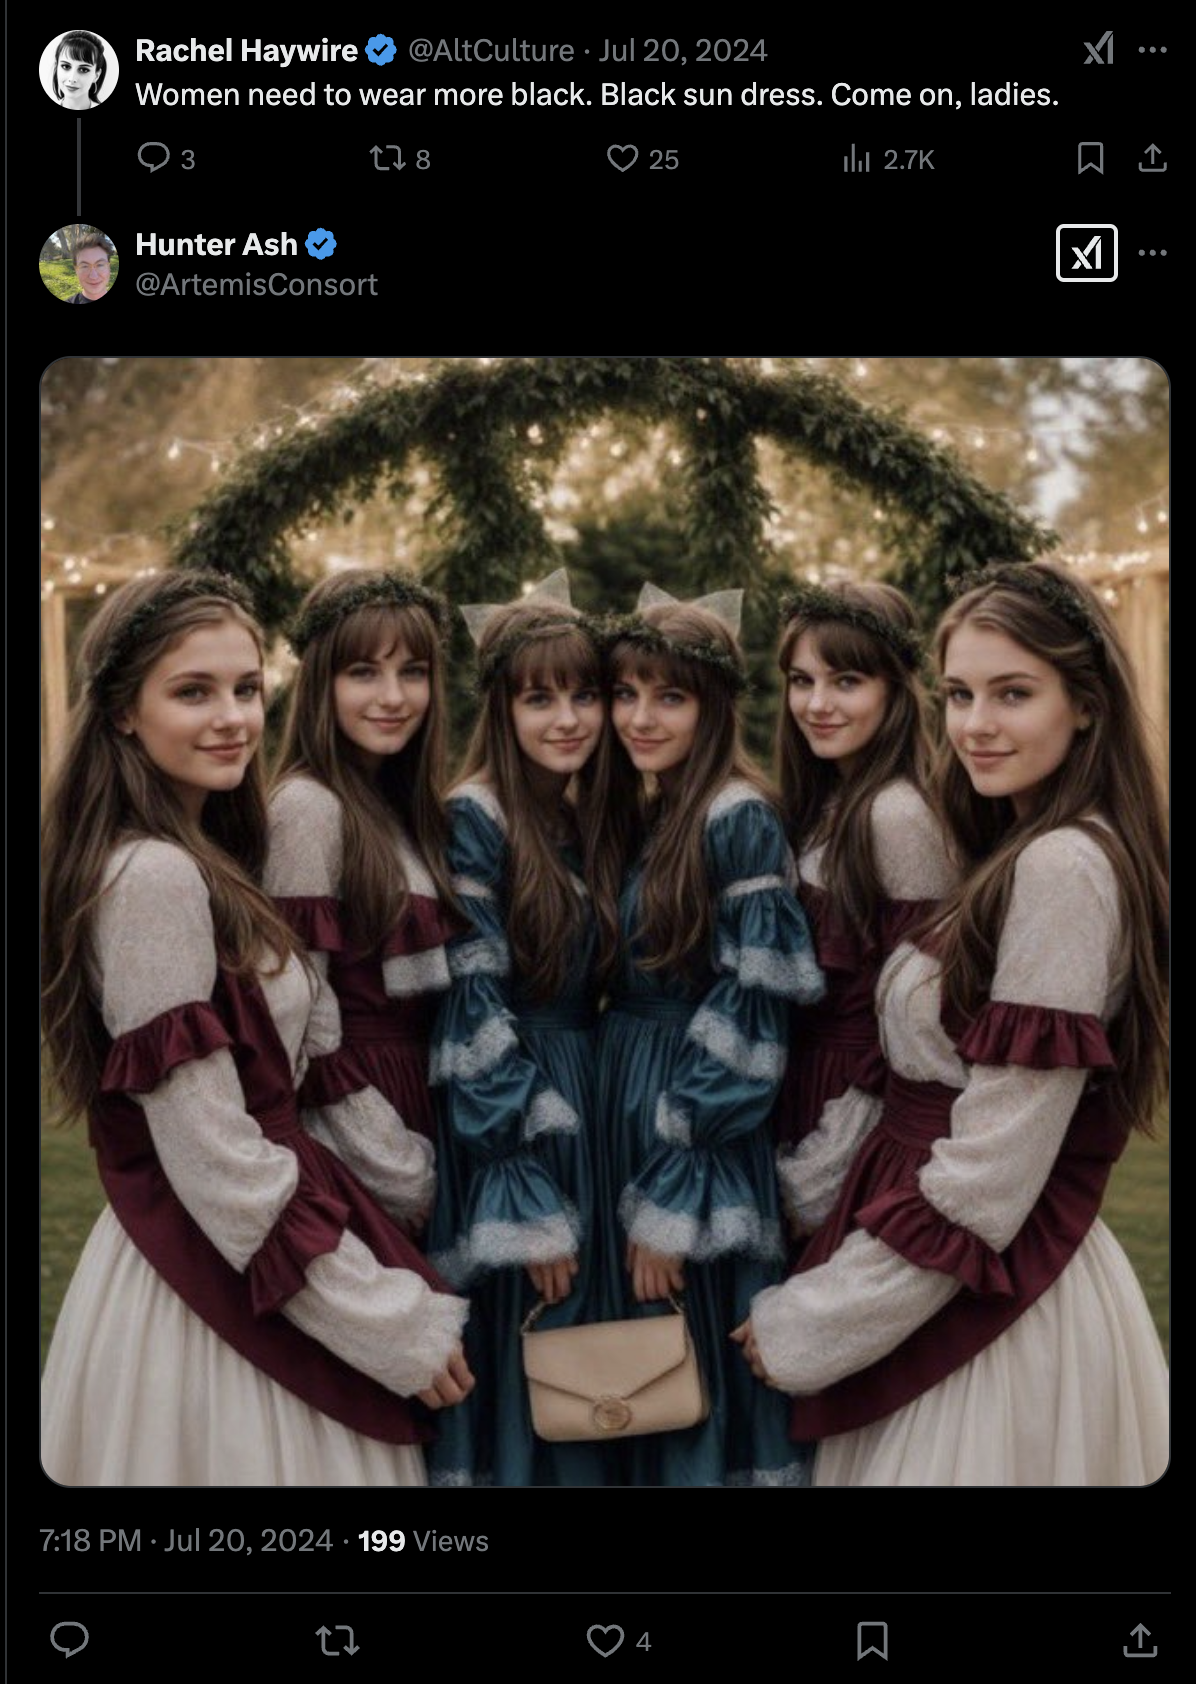 Rachel Haywire @AltCulture · Jul 20, 2024
Women need to wear more black. Black sun dress. Come on, ladies.
3 8 25 2.7K
Hunter Ash
@ArtemisConsort
7:18 PM · Jul 20, 2024 · 199 Views
4